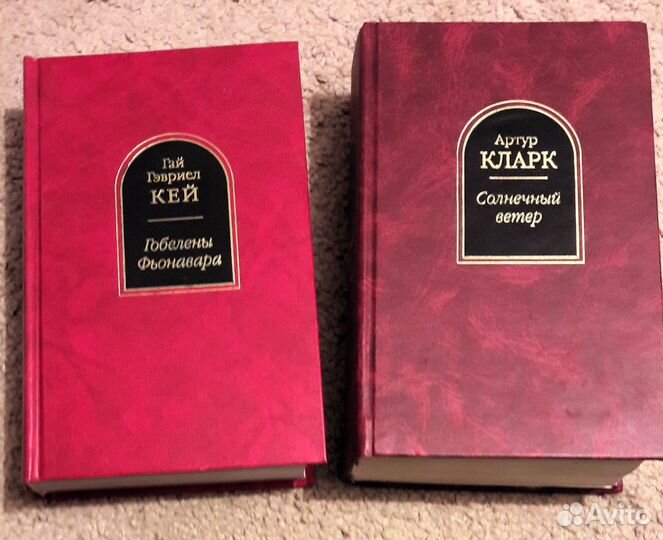 Гай
Гэвриел
КЕЙ
Гобелены
Фьонавара
Артур
КЛАРК
Солнечный
ветер
Avito